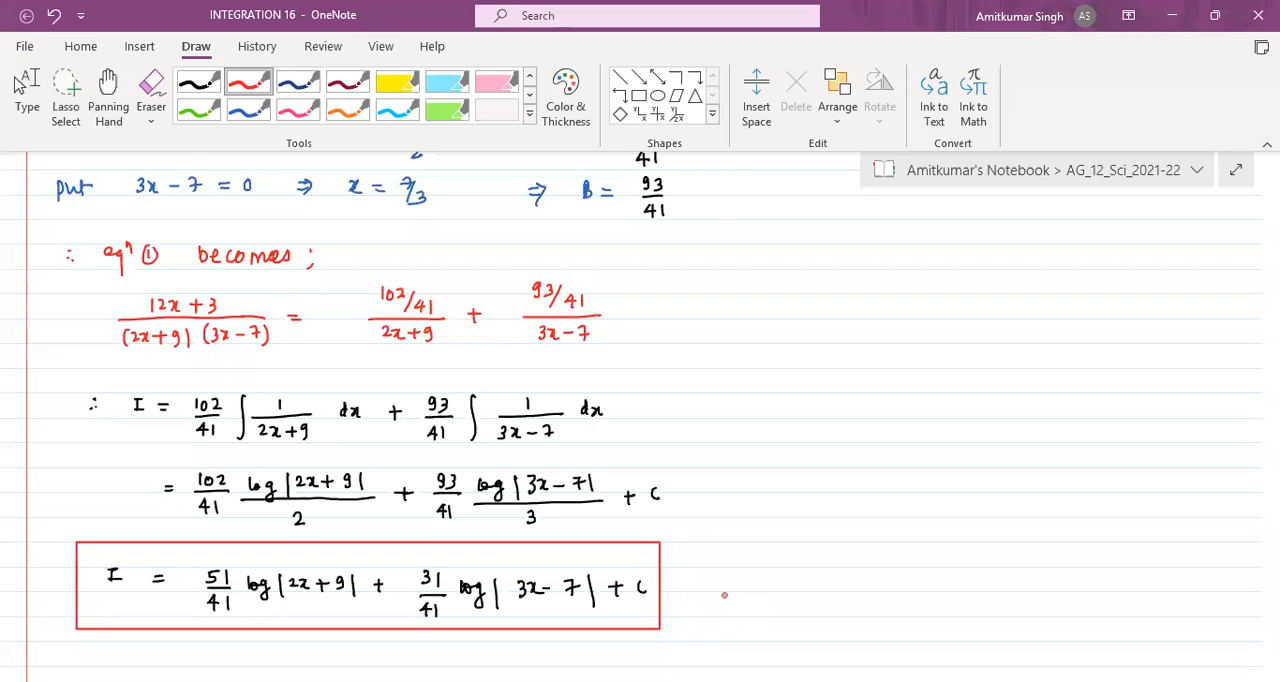 INTEGRATION 16 - OneNote
Search
Amitkumar Singh AS
File Home Insert Draw History Review View Help
Type Lasso Select Panning Hand Eraser
Color & Thickness
Insert Space Delete Arrange Rotate
Ink to Text Ink to Math
Tools Shapes Edit Convert
Amitkumar's Notebook > AG_12_Sci_2021-22
2 41
put 3x - 7 = 0 ⇒ x = 7/3 ⇒ B = 93/41
∴ eqⁿ ① becomes ;
(12x + 3)/((2x+9) (3x-7)) = (102/41)/(2x+9) + (93/41)/(3x-7)
∴ I = 102/41 ∫ 1/(2x+9) dx + 93/41 ∫ 1/(3x-7) dx
= 102/41 log|2x+9|/2 + 93/41 log|3x-7|/3 + C
I = 51/41 log|2x+9| + 31/41 log|3x-7| + C